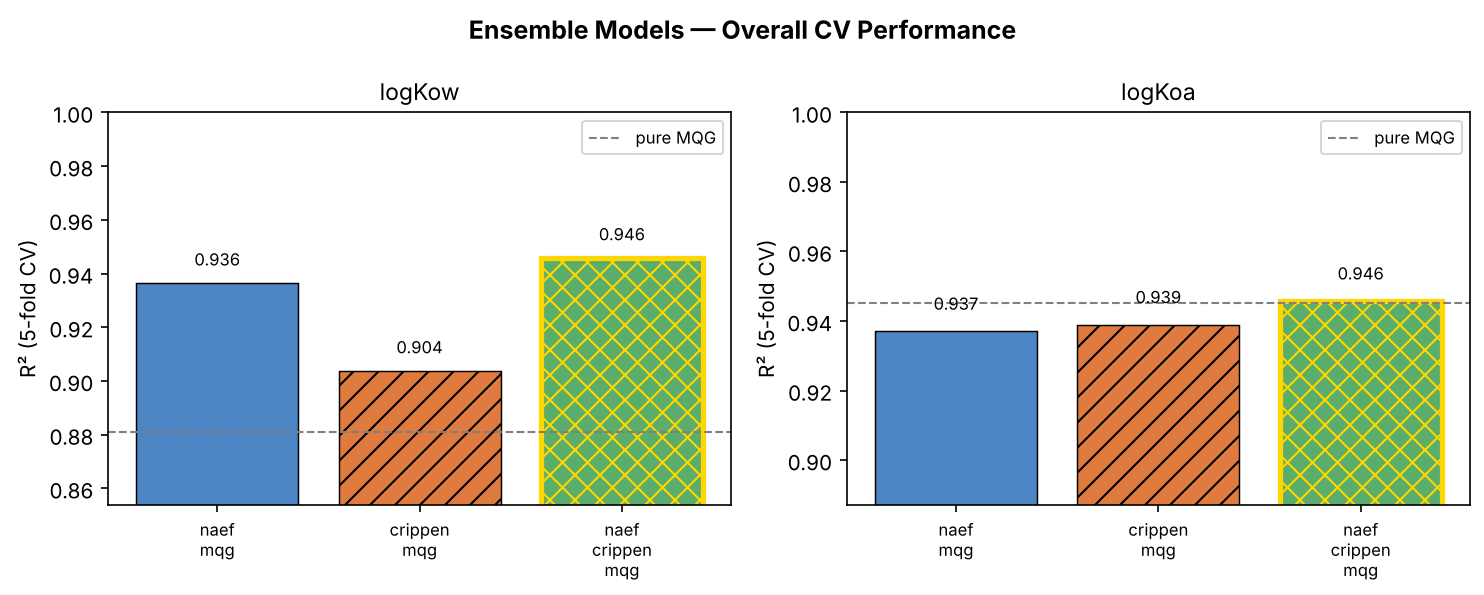 Ensemble Models — Overall CV Performance
logKow
R² (5-fold CV)
1.00
0.98
0.96
0.94
0.92
0.90
0.88
0.86
pure MQG
0.936
0.904
0.946
naef
mqg
crippen
mqg
naef
crippen
mqg
logKoa
R² (5-fold CV)
1.00
0.98
0.96
0.94
0.92
0.90
pure MQG
0.937
0.939
0.946
naef
mqg
crippen
mqg
naef
crippen
mqg